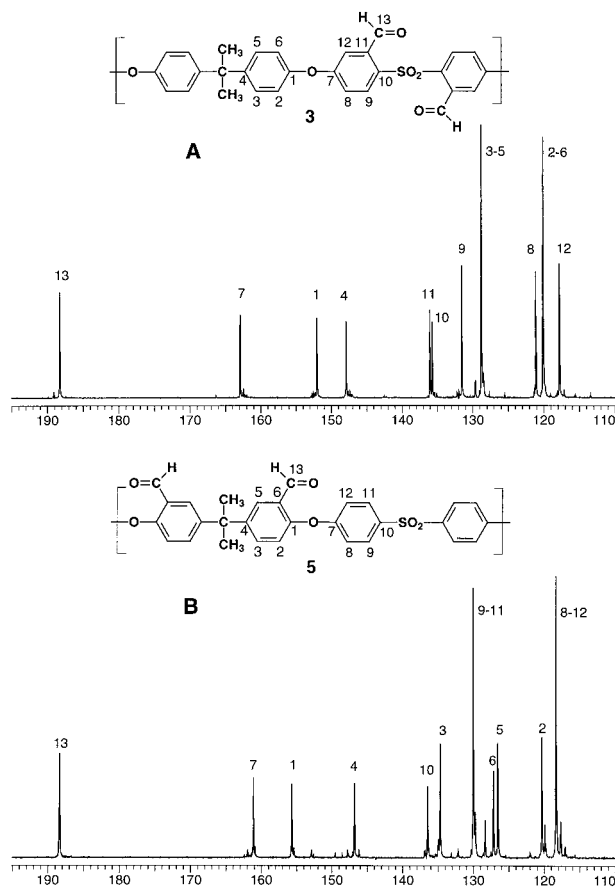 H 13
C O
CH₃ 5 6 12 11
O C 4 1 O 7 10 SO₂
CH₃ 3 2 8 9 O C H
3
A
3-5 2-6
13 7 1 4 11 10 9 8 12
190 180 170 160 150 140 130 120 110
H 13 H
O C C O
CH₃ 5 6 12 11
O C 4 1 O 7 10 SO₂
CH₃ 3 2 8 9
5
B
9-11 8-12
13 7 1 4 10 3 6 5 2
190 180 170 160 150 140 130 120 110